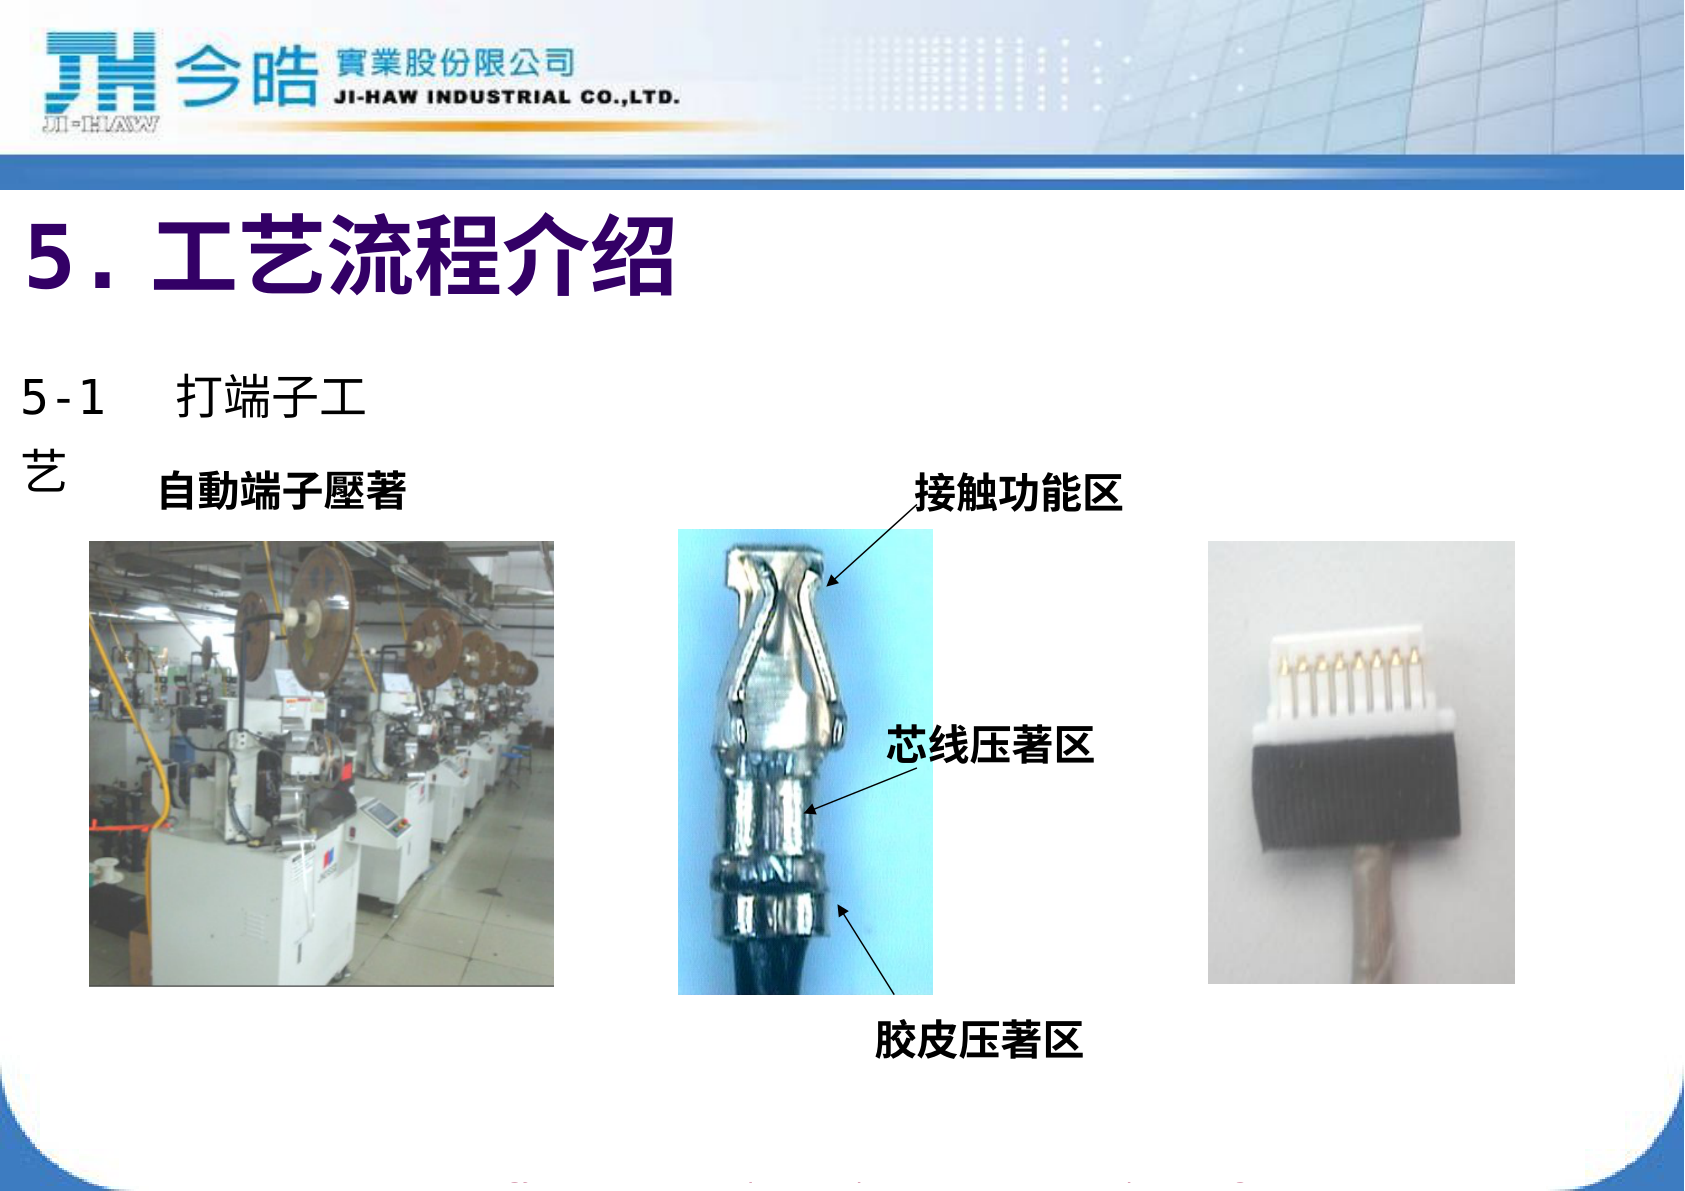 今皓 實業股份限公司
JI-HAW INDUSTRIAL CO.,LTD.
JI-HAW
5.工艺流程介绍
5-1 打端子工
艺
自動端子壓著
接触功能区
芯线压著区
胶皮压著区